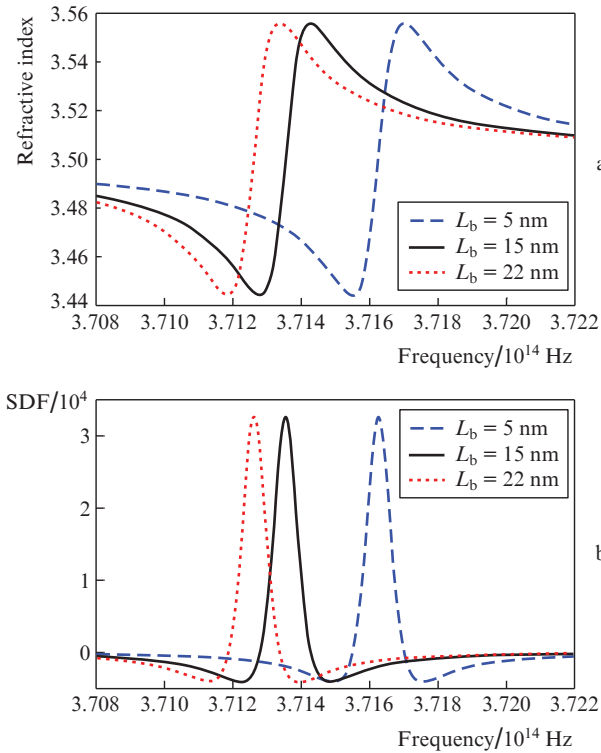 3.56
3.54
3.52
3.50
3.48
3.46
3.44
Refractive index
L_b = 5 nm
L_b = 15 nm
L_b = 22 nm
a
3.708 3.710 3.712 3.714 3.716 3.718 3.720 3.722
Frequency/10^14 Hz
SDF/10^4
3
2
1
0
L_b = 5 nm
L_b = 15 nm
L_b = 22 nm
b
3.708 3.710 3.712 3.714 3.716 3.718 3.720 3.722
Frequency/10^14 Hz